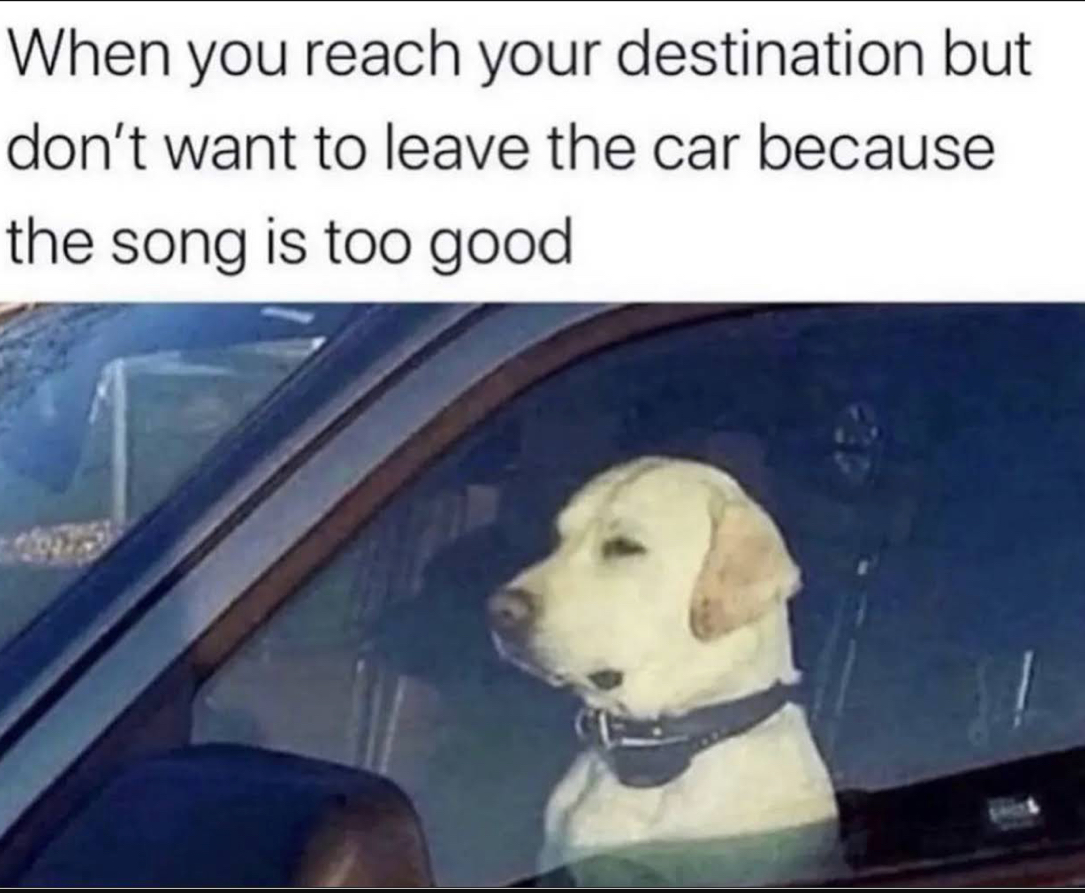 When you reach your destination but
don't want to leave the car because
the song is too good